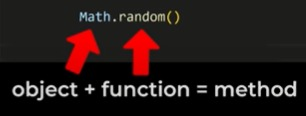 Math.random()
object + function = method